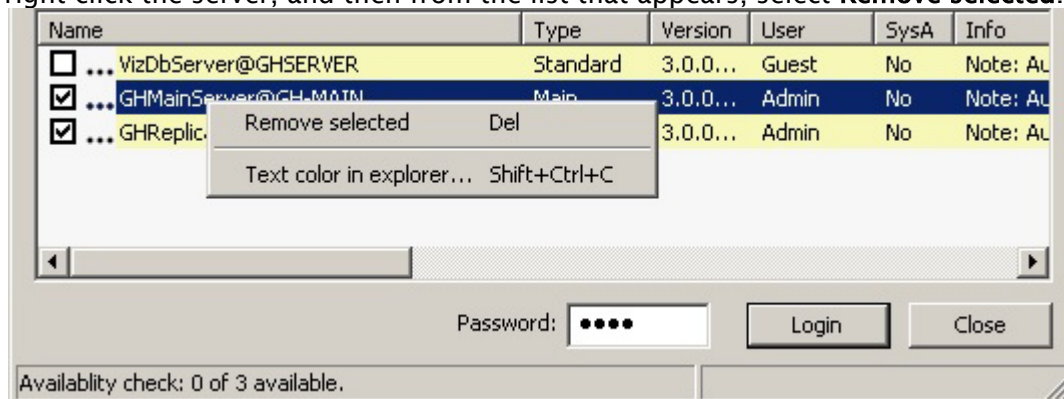 right-click the server, and then from the list that appears, select Remove selected.
Name Type Version User SysA Info
... VizDbServer@GHSERVER Standard 3.0.0... Guest No Note: Au
... GHMainServer@GH-MAIN Main 3.0.0... Admin No Note: Au
... GHReplic 3.0.0... Admin No Note: Au
Remove selected Del
Text color in explorer... Shift+Ctrl+C
Password: ●●●●
Login
Close
Availablity check: 0 of 3 available.